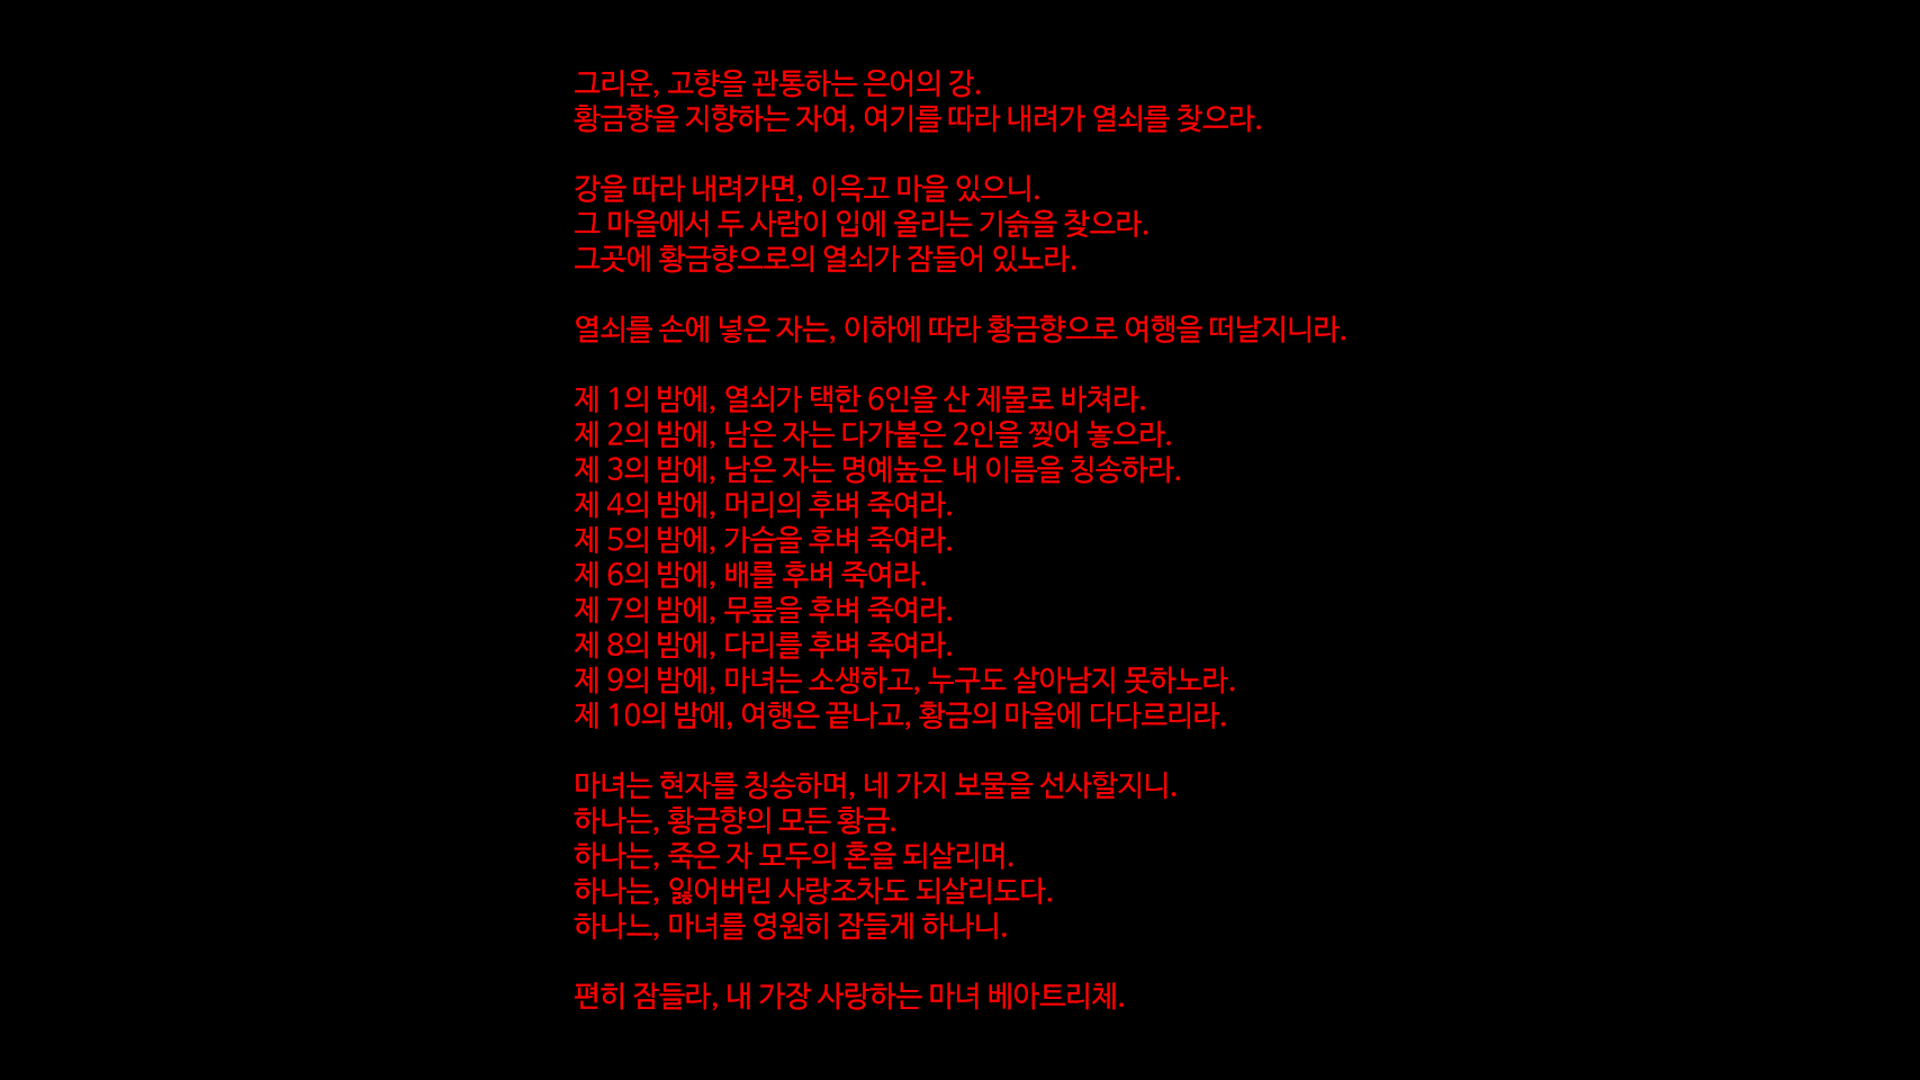 그리운, 고향을 관통하는 은어의 강.
황금향을 지향하는 자여, 여기를 따라 내려가 열쇠를 찾으라.
강을 따라 내려가면, 이윽고 마을 있으니.
그 마을에서 두 사람이 입에 올리는 기슭을 찾으라.
그곳에 황금향으로의 열쇠가 잠들어 있노라.
열쇠를 손에 넣은 자는, 이하에 따라 황금향으로 여행을 떠날지니라.
제 1의 밤에, 열쇠가 택한 6인을 산 제물로 바쳐라.
제 2의 밤에, 남은 자는 다가붙은 2인을 찢어 놓으라.
제 3의 밤에, 남은 자는 명예높은 내 이름을 칭송하라.
제 4의 밤에, 머리의 후벼 죽여라.
제 5의 밤에, 가슴을 후벼 죽여라.
제 6의 밤에, 배를 후벼 죽여라.
제 7의 밤에, 무릎을 후벼 죽여라.
제 8의 밤에, 다리를 후벼 죽여라.
제 9의 밤에, 마녀는 소생하고, 누구도 살아남지 못하노라.
제 10의 밤에, 여행은 끝나고, 황금의 마을에 다다르리라.
마녀는 현자를 칭송하며, 네 가지 보물을 선사할지니.
하나는, 황금향의 모든 황금.
하나는, 죽은 자 모두의 혼을 되살리며.
하나는, 잃어버린 사랑조차도 되살리도다.
하나느, 마녀를 영원히 잠들게 하나니.
편히 잠들라, 내 가장 사랑하는 마녀 베아트리체.